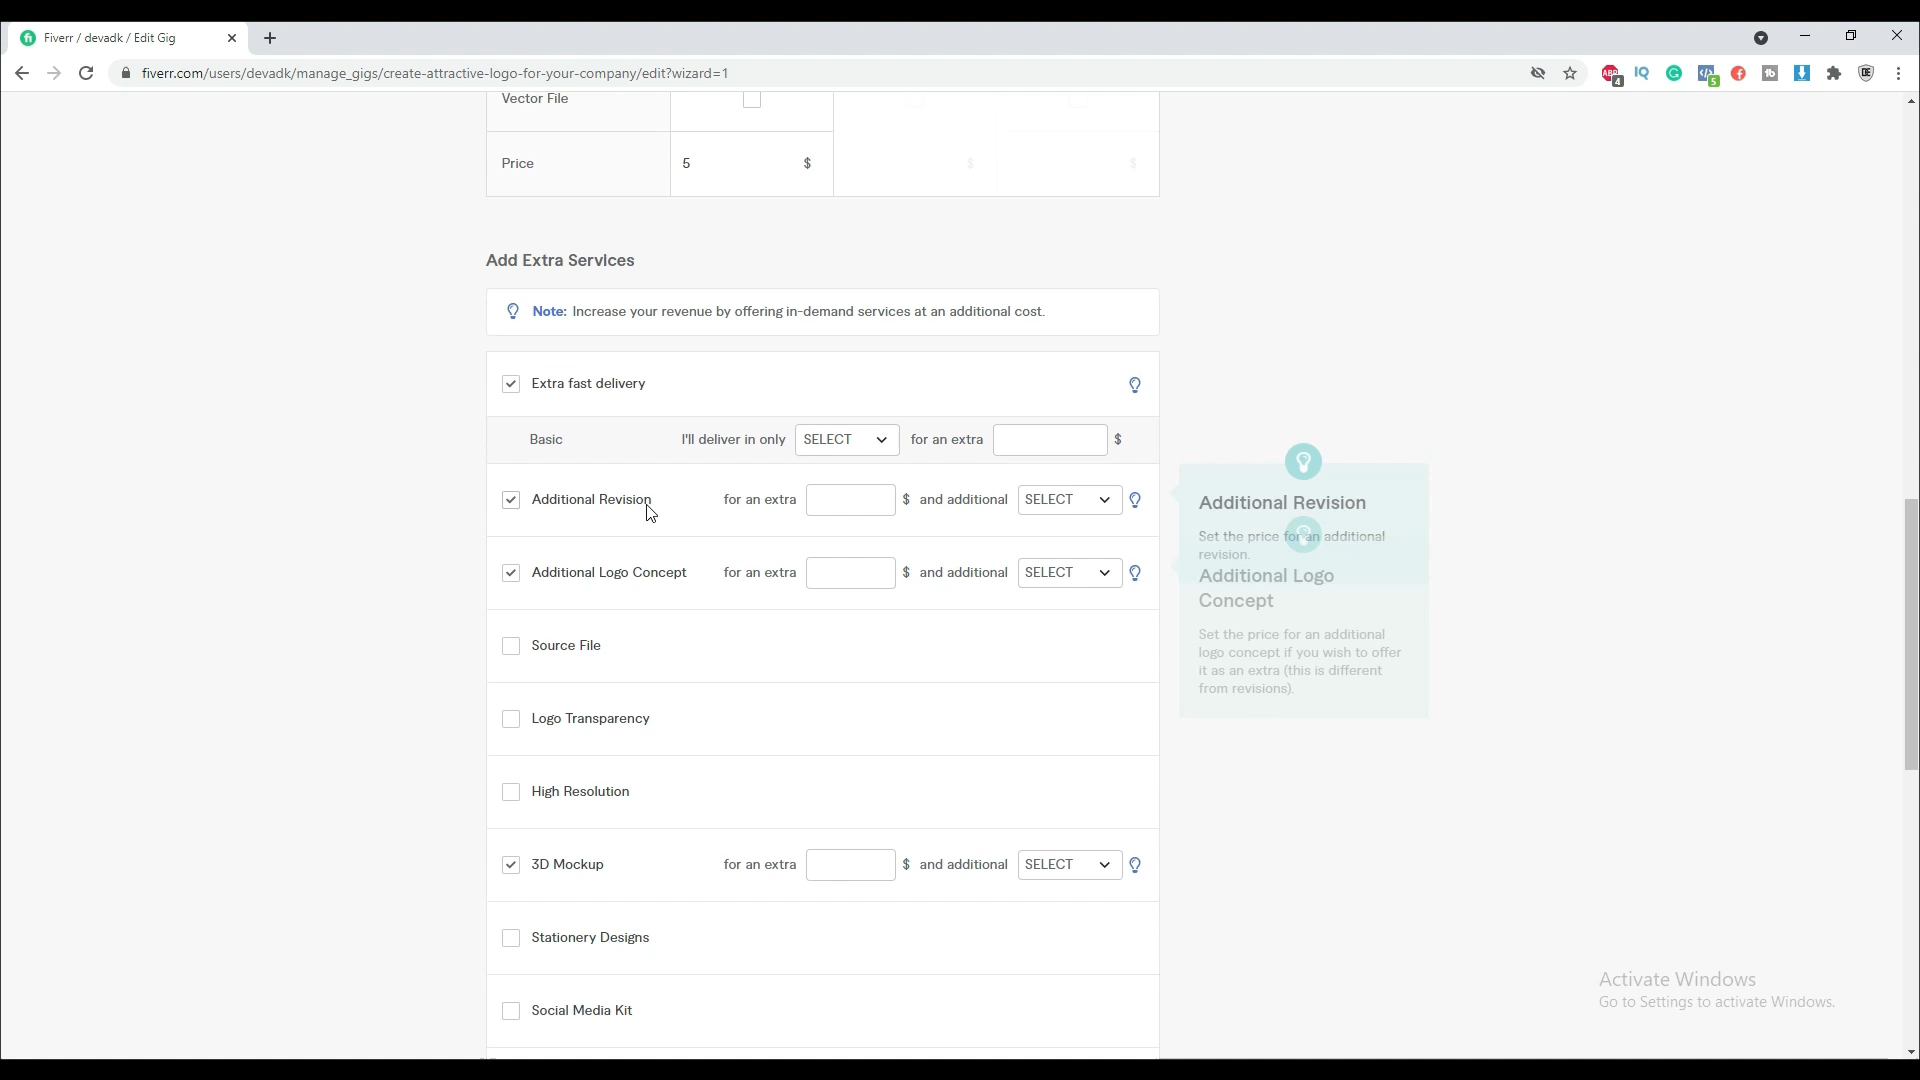 Fiverr / devadk / Edit Gig
fiverr.com/users/devadk/manage_gigs/create-attractive-logo-for-your-company/edit?wizard=1
ABP 4
IQ
5
tb
Vector File
Price 5 $ $ $
Add Extra Services
Note: Increase your revenue by offering in-demand services at an additional cost.
Extra fast delivery
Basic I'll deliver in only SELECT for an extra $
Additional Revision for an extra $ and additional SELECT
Additional Logo Concept for an extra $ and additional SELECT
Source File
Logo Transparency
High Resolution
3D Mockup for an extra $ and additional SELECT
Stationery Designs
Social Media Kit
Additional Revision
Set the price for an additional
revision.
Additional Logo
Concept
Set the price for an additional
logo concept if you wish to offer
it as an extra (this is different
from revisions).
Activate Windows
Go to Settings to activate Windows.